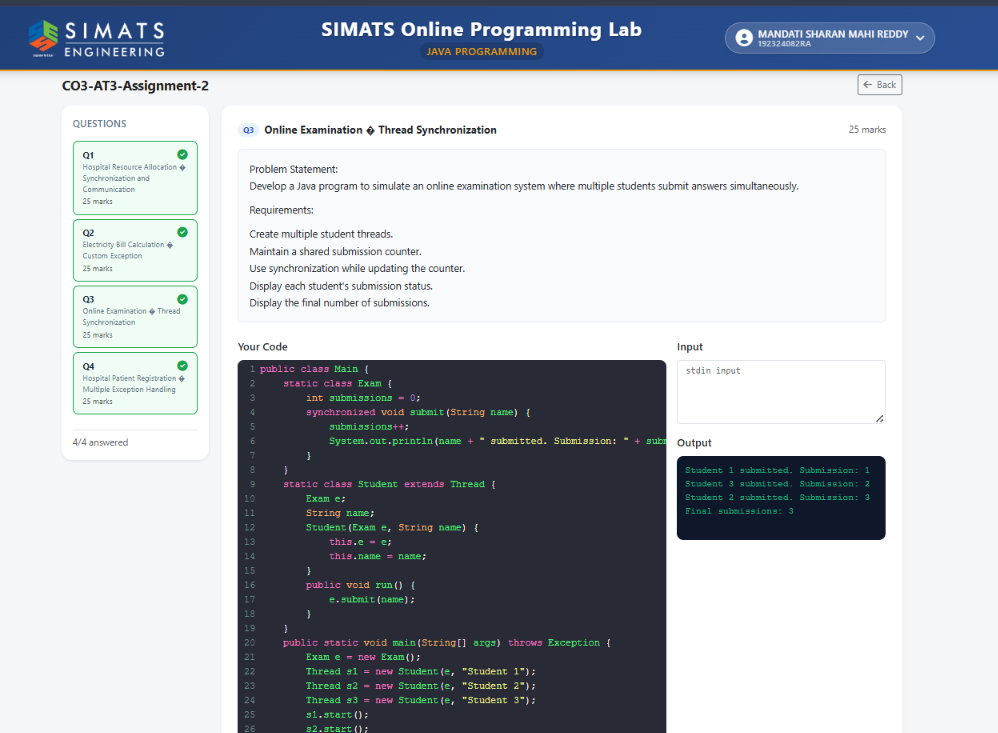 SIMATS
ENGINEERING
SIMATS Online Programming Lab
JAVA PROGRAMMING
MANDATI SHARAN MAHI REDDY
192324082RA
CO3-AT3-Assignment-2
← Back
QUESTIONS
Q1
Hospital Resource Allocation �
Synchronization and
Communication
25 marks
Q2
Electricity Bill Calculation �
Custom Exception
25 marks
Q3
Online Examination � Thread
Synchronization
25 marks
Q4
Hospital Patient Registration �
Multiple Exception Handling
25 marks
4/4 answered
Q3 Online Examination � Thread Synchronization
25 marks
Problem Statement:
Develop a Java program to simulate an online examination system where multiple students submit answers simultaneously.
Requirements:
Create multiple student threads.
Maintain a shared submission counter.
Use synchronization while updating the counter.
Display each student's submission status.
Display the final number of submissions.
Your Code
1 public class Main {
2     static class Exam {
3         int submissions = 0;
4         synchronized void submit(String name) {
5             submissions++;
6             System.out.println(name + " submitted. Submission: " + subm
7         }
8     }
9     static class Student extends Thread {
10         Exam e;
11         String name;
12         Student(Exam e, String name) {
13             this.e = e;
14             this.name = name;
15         }
16         public void run() {
17             e.submit(name);
18         }
19     }
20     public static void main(String[] args) throws Exception {
21         Exam e = new Exam();
22         Thread s1 = new Student(e, "Student 1");
23         Thread s2 = new Student(e, "Student 2");
24         Thread s3 = new Student(e, "Student 3");
25         s1.start();
26         s2.start();
Input
stdin input
Output
Student 1 submitted. Submission: 1
Student 3 submitted. Submission: 2
Student 2 submitted. Submission: 3
Final submissions: 3